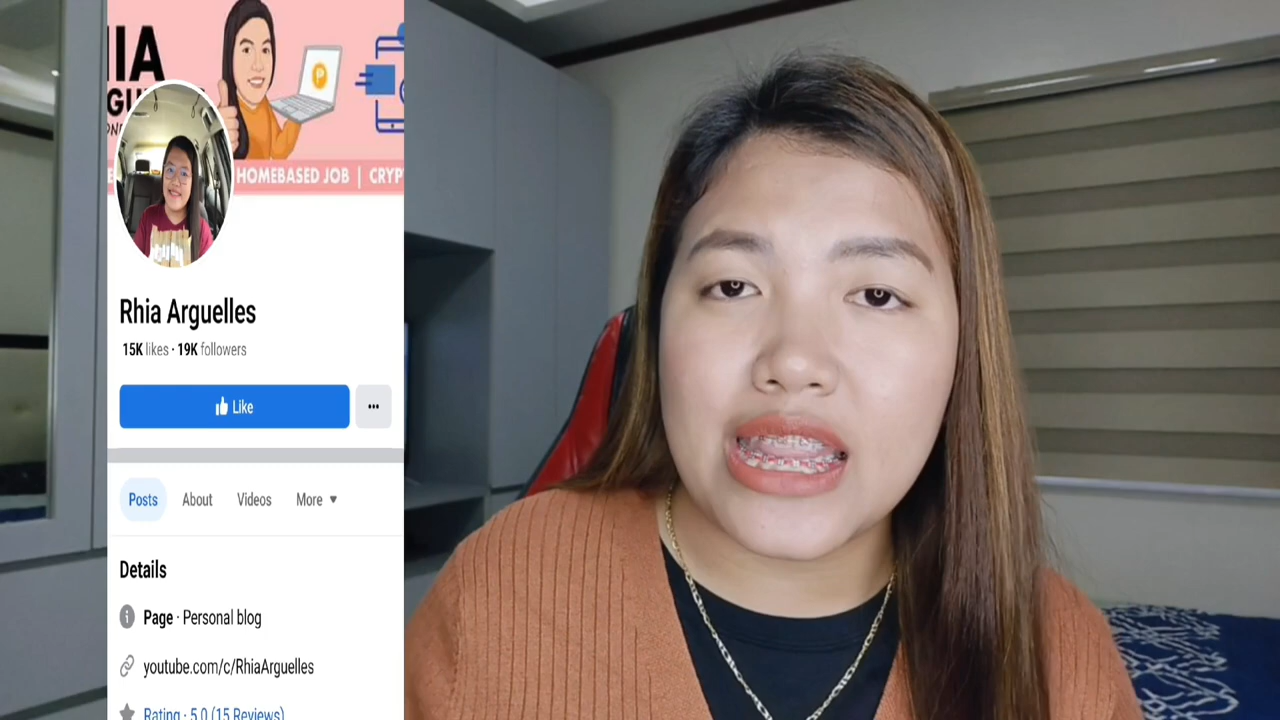 HOMEBASED JOB | CRYP
Rhia Arguelles
15K likes · 19K followers
Like
Posts About Videos More
Details
Page · Personal blog
youtube.com/c/RhiaArguelles
Rating · 5.0 (15 Reviews)